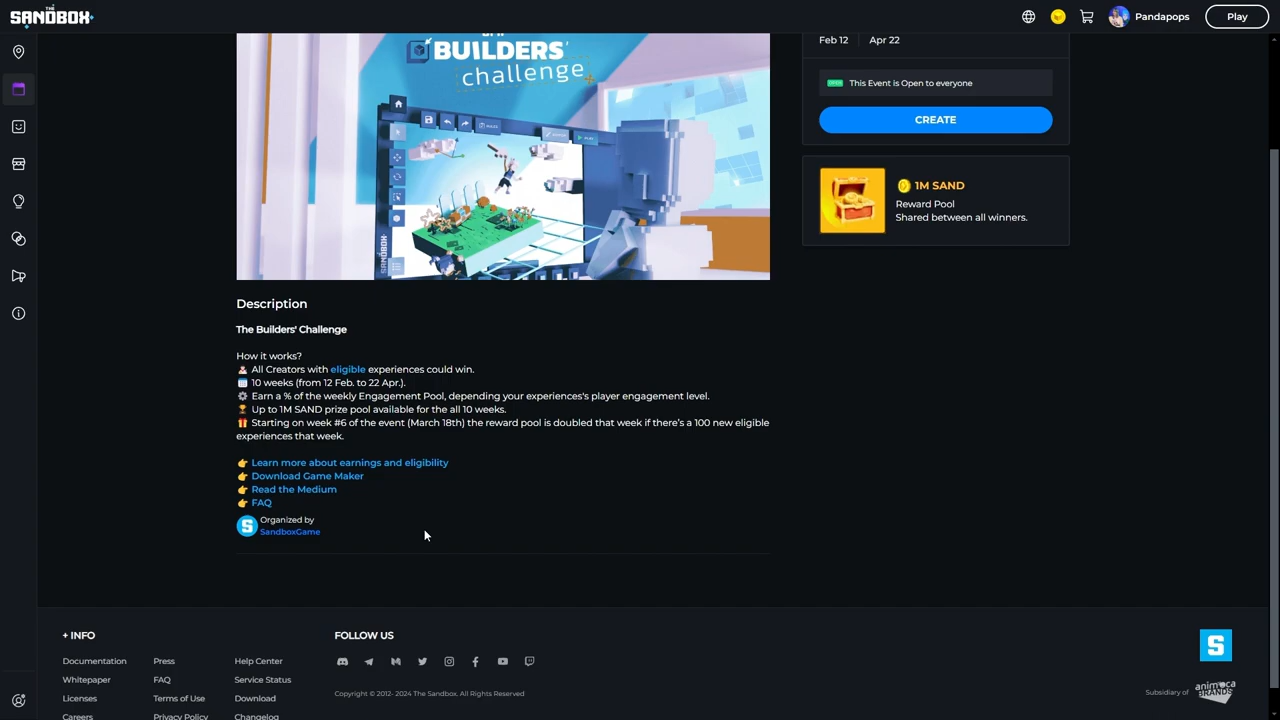 THE
SANDBOX
Pandapops
Play
BUILDERS'
challenge
RULES
PLAY
SANDBOX
Feb 12
Apr 22
OPEN
This Event is Open to everyone
CREATE
1M SAND
Reward Pool
Shared between all winners.
Description
The Builders' Challenge
How it works?
All Creators with eligible experiences could win.
10 weeks (from 12 Feb. to 22 Apr.).
Earn a % of the weekly Engagement Pool, depending your experiences's player engagement level.
Up to 1M SAND prize pool available for the all 10 weeks.
Starting on week #6 of the event (March 18th) the reward pool is doubled that week if there's a 100 new eligible
experiences that week.
Learn more about earnings and eligibility
Download Game Maker
Read the Medium
FAQ
S
Organized by
SandboxGame
+ INFO
Documentation
Press
Help Center
Whitepaper
FAQ
Service Status
Licenses
Terms of Use
Download
Careers
Privacy Policy
Changelog
FOLLOW US
Copyright © 2012- 2024 The Sandbox. All Rights Reserved
S
Subsidiary of
animoca
BRANDS